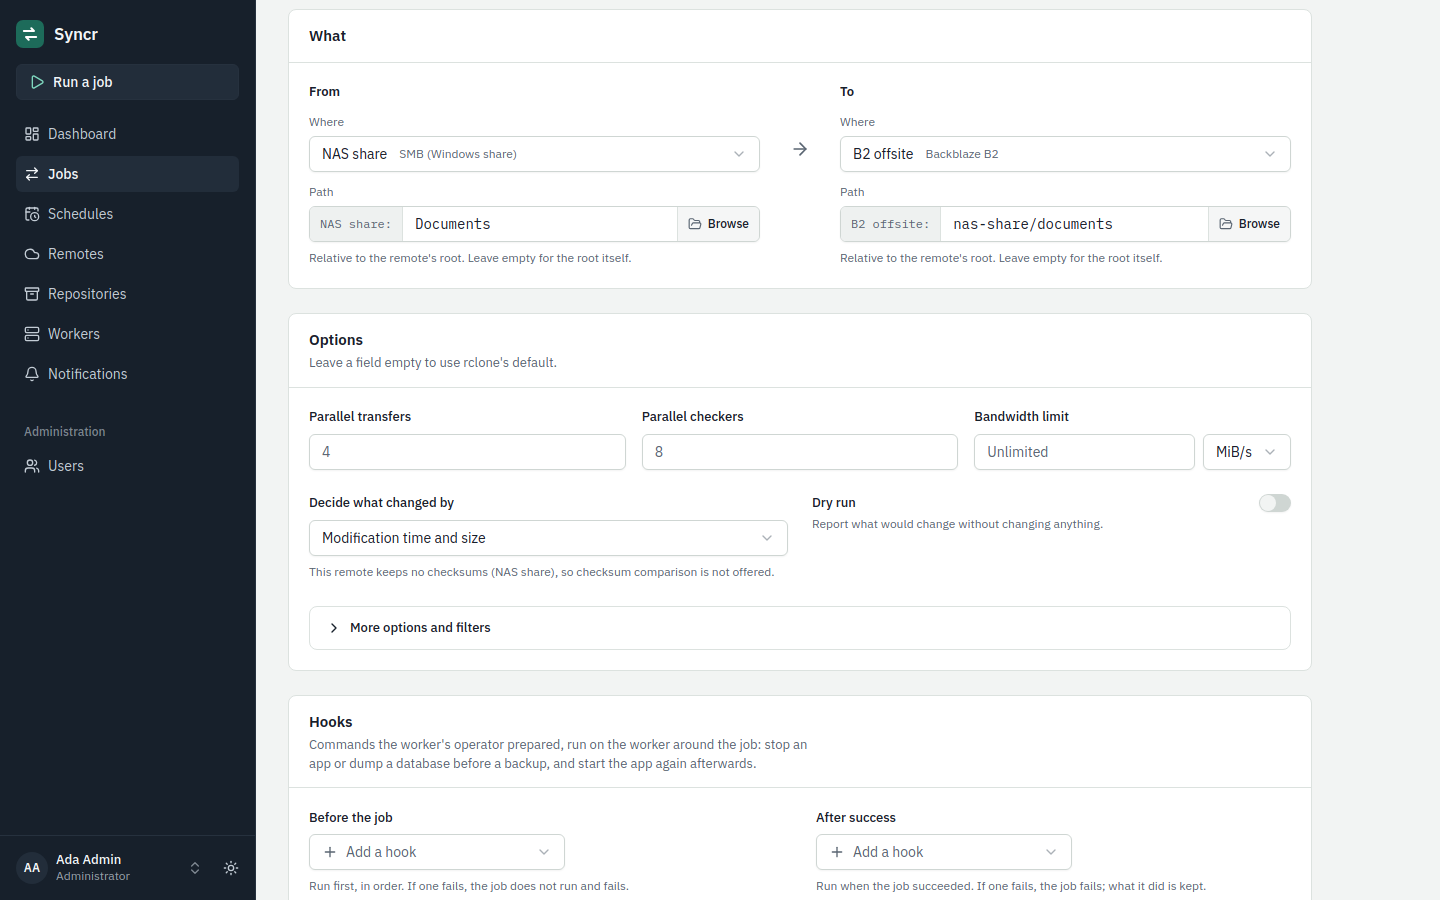 Syncr
Run a job
Dashboard
Jobs
Schedules
Remotes
Repositories
Workers
Notifications
Administration
Users
AA
Ada Admin
Administrator
What
From
Where
NAS share SMB (Windows share)
Path
NAS share: Documents Browse
Relative to the remote's root. Leave empty for the root itself.
To
Where
B2 offsite Backblaze B2
Path
B2 offsite: nas-share/documents Browse
Relative to the remote's root. Leave empty for the root itself.
Options
Leave a field empty to use rclone's default.
Parallel transfers
4
Parallel checkers
8
Bandwidth limit
Unlimited MiB/s
Decide what changed by
Modification time and size
This remote keeps no checksums (NAS share), so checksum comparison is not offered.
Dry run
Report what would change without changing anything.
More options and filters
Hooks
Commands the worker's operator prepared, run on the worker around the job: stop an
app or dump a database before a backup, and start the app again afterwards.
Before the job
Add a hook
Run first, in order. If one fails, the job does not run and fails.
After success
Add a hook
Run when the job succeeded. If one fails, the job fails; what it did is kept.